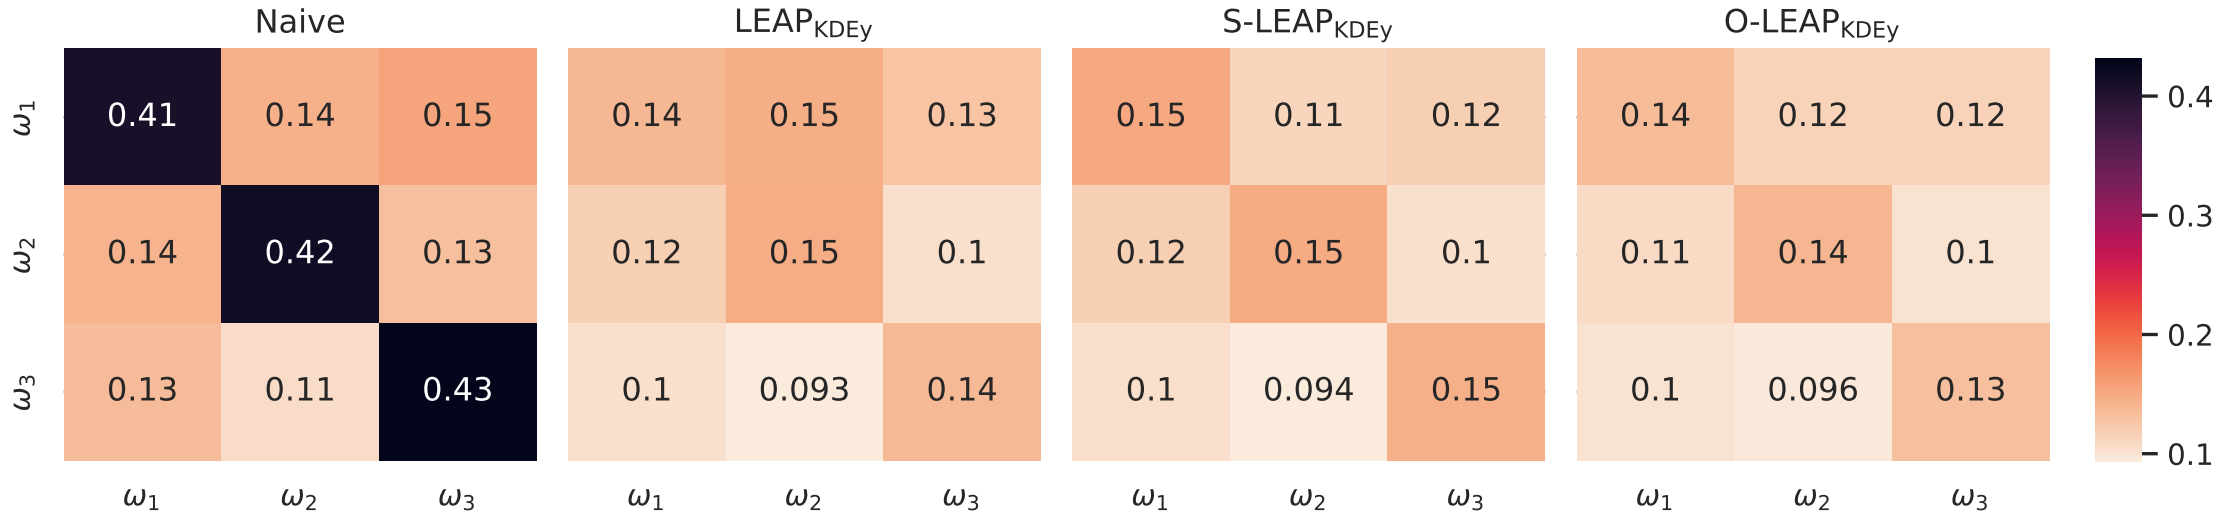 Naive LEAP_KDEy S-LEAP_KDEy O-LEAP_KDEy
ω₁ 0.41 0.14 0.15 0.14 0.15 0.13 0.15 0.11 0.12 0.14 0.12 0.12 0.4
ω₂ 0.14 0.42 0.13 0.12 0.15 0.1 0.12 0.15 0.1 0.11 0.14 0.1 0.3
0.2
ω₃ 0.13 0.11 0.43 0.1 0.093 0.14 0.1 0.094 0.15 0.1 0.096 0.13
0.1
ω₁ ω₂ ω₃ ω₁ ω₂ ω₃ ω₁ ω₂ ω₃ ω₁ ω₂ ω₃